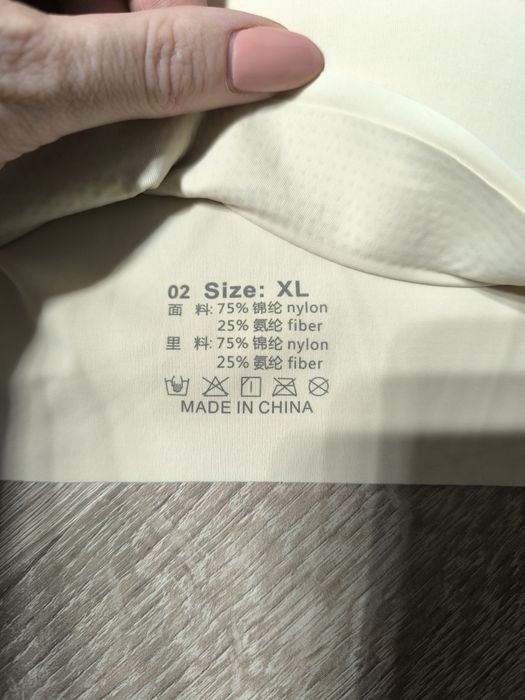 02 Size: XL
面 料: 75% 锦纶 nylon
25% 氨纶 fiber
里 料: 75% 锦纶 nylon
25% 氨纶 fiber
MADE IN CHINA